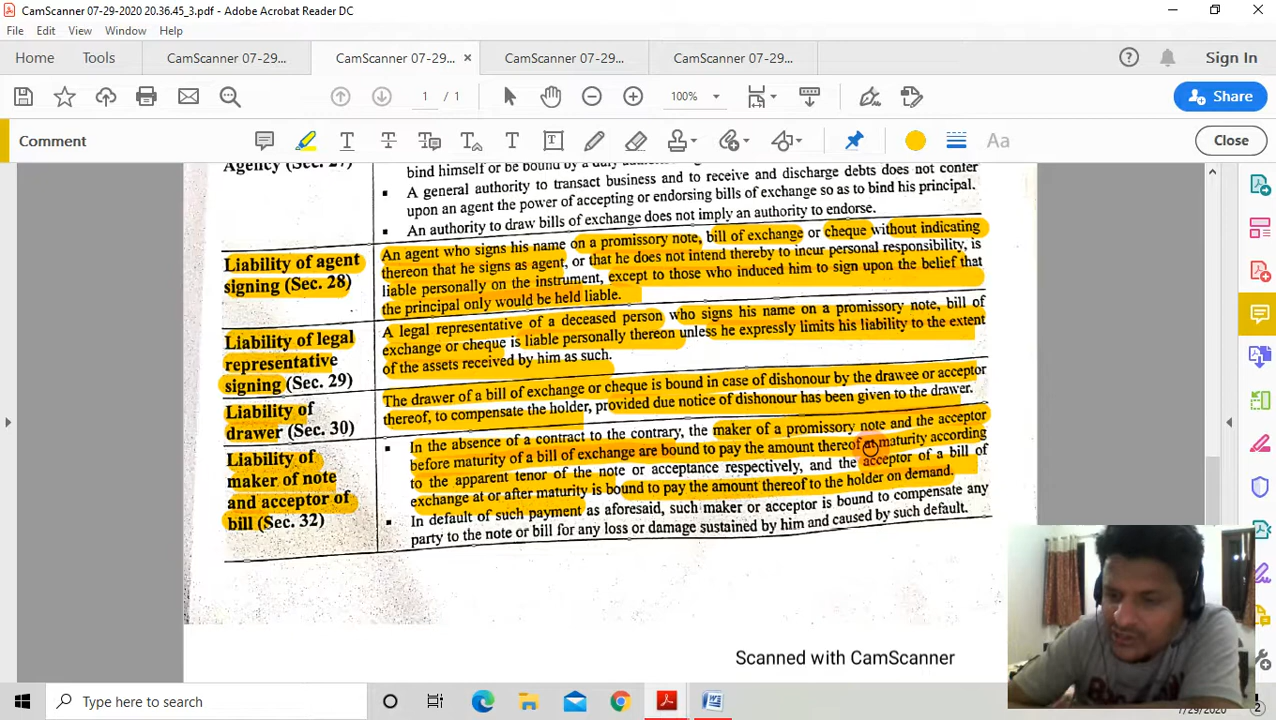 CamScanner 07-29-2020 20.36.45_3.pdf - Adobe Acrobat Reader DC
File Edit View Window Help
Home Tools CamScanner 07-29... CamScanner 07-29... × CamScanner 07-29... CamScanner 07-29... Sign In
1 / 1 100% Share
Comment Close
Agency (Sec. 27)
bind himself or be bound by a duly
A general authority to transact business and to receive and discharge debts does not confer
upon an agent the power of accepting or endorsing bills of exchange so as to bind his principal.
An authority to draw bills of exchange does not imply an authority to endorse.
Liability of agent
signing (Sec. 28)
An agent who signs his name on a promissory note, bill of exchange or cheque without indicating
thereon that he signs as agent, or that he does not intend thereby to incur personal responsibility, is
liable personally on the instrument, except to those who induced him to sign upon the belief that
the principal only would be held liable.
Liability of legal
representative
signing (Sec. 29)
A legal representative of a deceased person who signs his name on a promissory note, bill of
exchange or cheque is liable personally thereon unless he expressly limits his liability to the extent
of the assets received by him as such.
Liability of
drawer (Sec. 30)
The drawer of a bill of exchange or cheque is bound in case of dishonour by the drawee or acceptor
thereof, to compensate the holder, provided due notice of dishonour has been given to the drawer.
Liability of
maker of note
and acceptor of
bill (Sec. 32)
In the absence of a contract to the contrary, the maker of a promissory note and the acceptor
before maturity of a bill of exchange are bound to pay the amount thereof at maturity according
to the apparent tenor of the note or acceptance respectively, and the acceptor of a bill of
exchange at or after maturity is bound to pay the amount thereof to the holder on demand.
In default of such payment as aforesaid, such maker or acceptor is bound to compensate any
party to the note or bill for any loss or damage sustained by him and caused by such default.
Scanned with CamScanner
Type here to search
7/29/2020